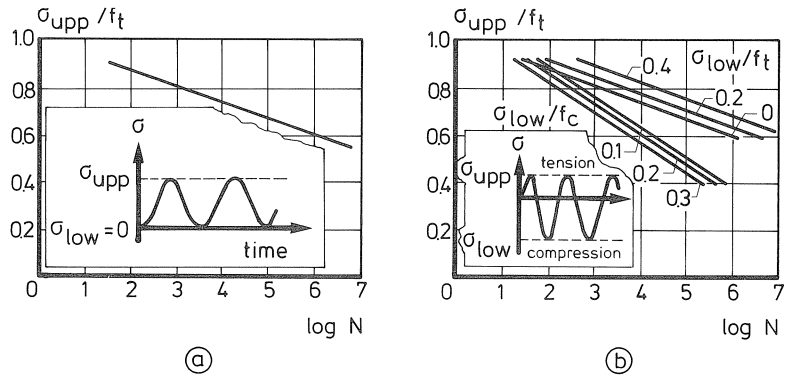 σupp/ft
1.0
0.8
0.6
0.4
0.2
0
σ
σupp
σlow=0
time
0 1 2 3 4 5 6 7
log N
a
σupp/ft
1.0
0.8
0.6
0.4
0.2
0
0.4
σlow/ft
0.2
0
σlow/fc
0.1
0.2
0.3
σ
tension
σupp
σlow
compression
0 1 2 3 4 5 6 7
log N
b